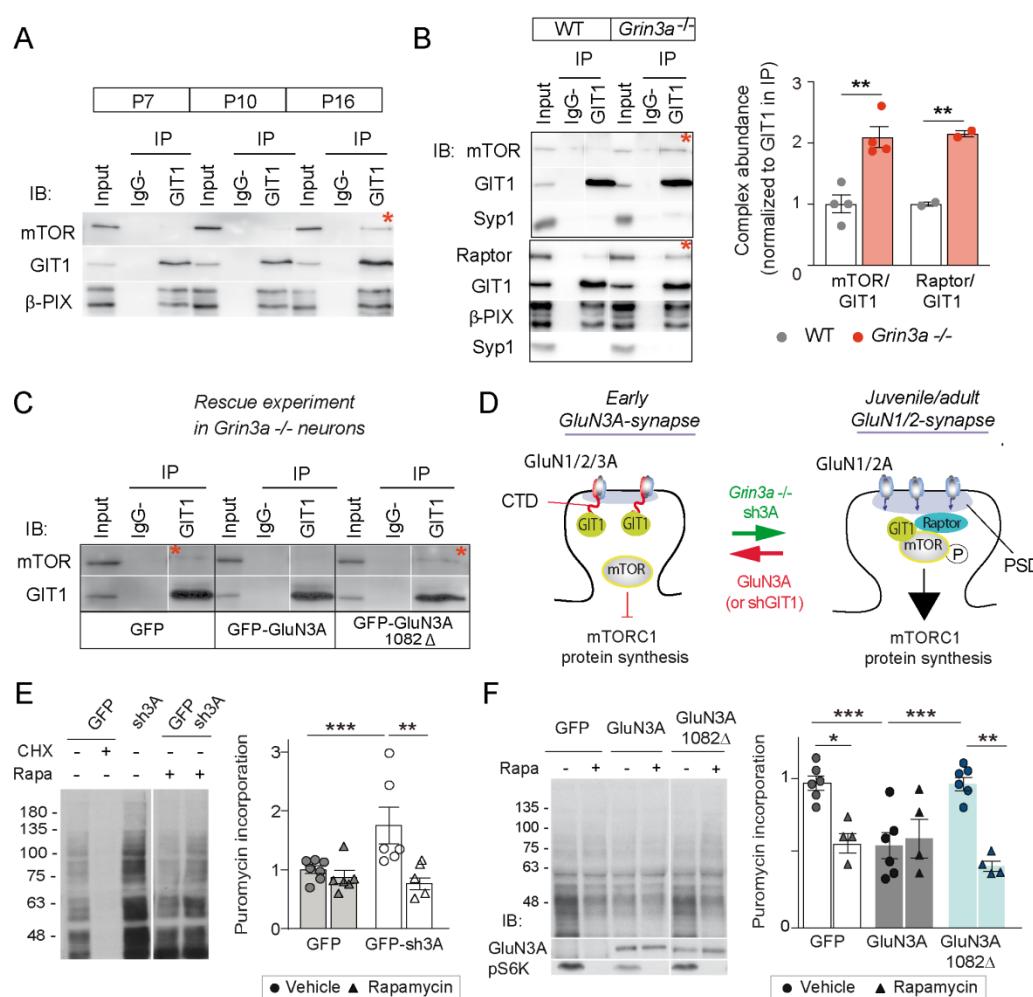 A
P7 P10 P16
IP IP IP
Input IgG- GIT1 Input IgG- GIT1 Input IgG- GIT1
IB:
*
mTOR
GIT1
β-PIX
B
WT Grin3a-/-
IP IP
Input IgG- GIT1 Input IgG- GIT1
*
IB: mTOR
GIT1
Syp1
*
Raptor
GIT1
β-PIX
Syp1
Complex abundance
(normalized to GIT1 in IP)
3
2
1
0
** **
mTOR/
GIT1
Raptor/
GIT1
WT Grin3a -/-
C
Rescue experiment
in Grin3a -/- neurons
IP IP IP
Input IgG- GIT1 Input IgG- GIT1 Input IgG- GIT1
IB:
* *
mTOR
GIT1
GFP GFP-GluN3A GFP-GluN3A
1082 Δ
D
Early
GluN3A-synapse
Juvenile/adult
GluN1/2-synapse
GluN1/2/3A
GluN1/2A
CTD
GIT1 GIT1
mTOR
mTORC1
protein synthesis
Grin3a -/-
sh3A
GluN3A
(or shGIT1)
GIT1 Raptor
mTOR P
PSD
mTORC1
protein synthesis
E
GFP sh3A GFP sh3A
CHX - + -
Rapa - - - + +
180 -
135 -
100 -
75 -
63 -
48 -
Puromycin incorporation
3
2
1
0
*** **
GFP GFP-sh3A
Vehicle Rapamycin
F
GFP GluN3A GluN3A
1082Δ
Rapa - + - + - +
135-
100-
75-
63-
48-
IB:
GluN3A
pS6K
Puromycin incorporation
1
0
*** ***
* **
GFP GluN3A GluN3A
1082Δ
Vehicle Rapamycin